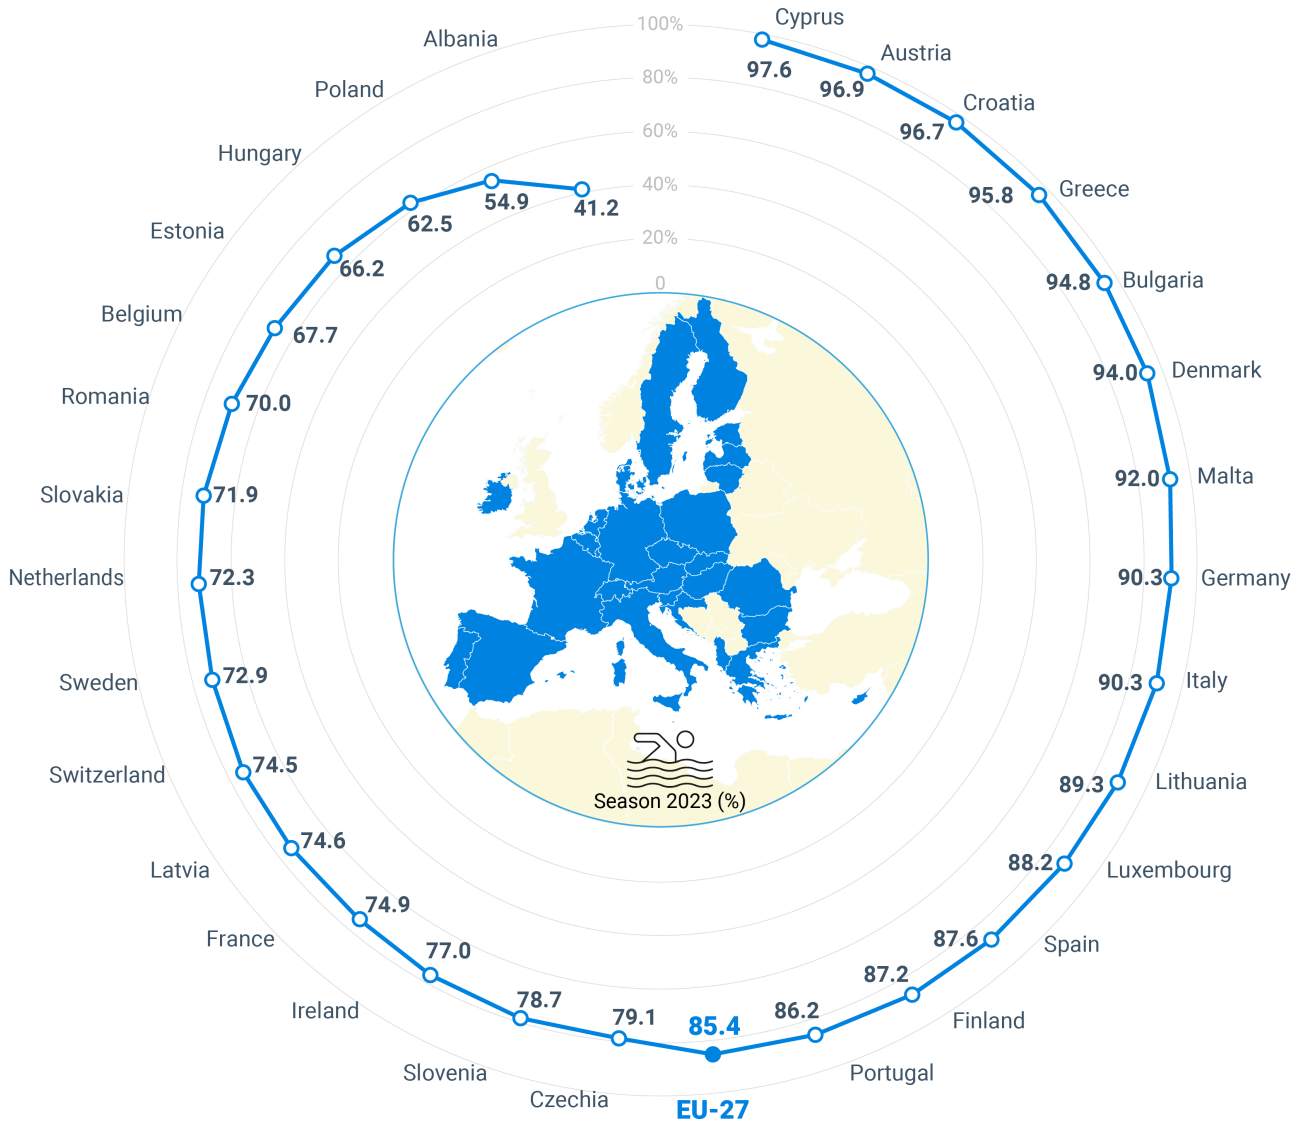 100%
80%
60%
40%
20%
0
Cyprus
97.6
Austria
96.9
Croatia
96.7
Greece
95.8
Bulgaria
94.8
Denmark
94.0
Malta
92.0
Germany
90.3
Italy
90.3
Lithuania
89.3
Luxembourg
88.2
Spain
87.6
Finland
87.2
Portugal
86.2
EU-27
85.4
Czechia
79.1
Slovenia
78.7
Ireland
77.0
France
74.9
Latvia
74.6
Switzerland
74.5
Sweden
72.9
Netherlands
72.3
Slovakia
71.9
Romania
70.0
Belgium
67.7
Estonia
66.2
Hungary
62.5
Poland
54.9
Albania
41.2
Season 2023 (%)